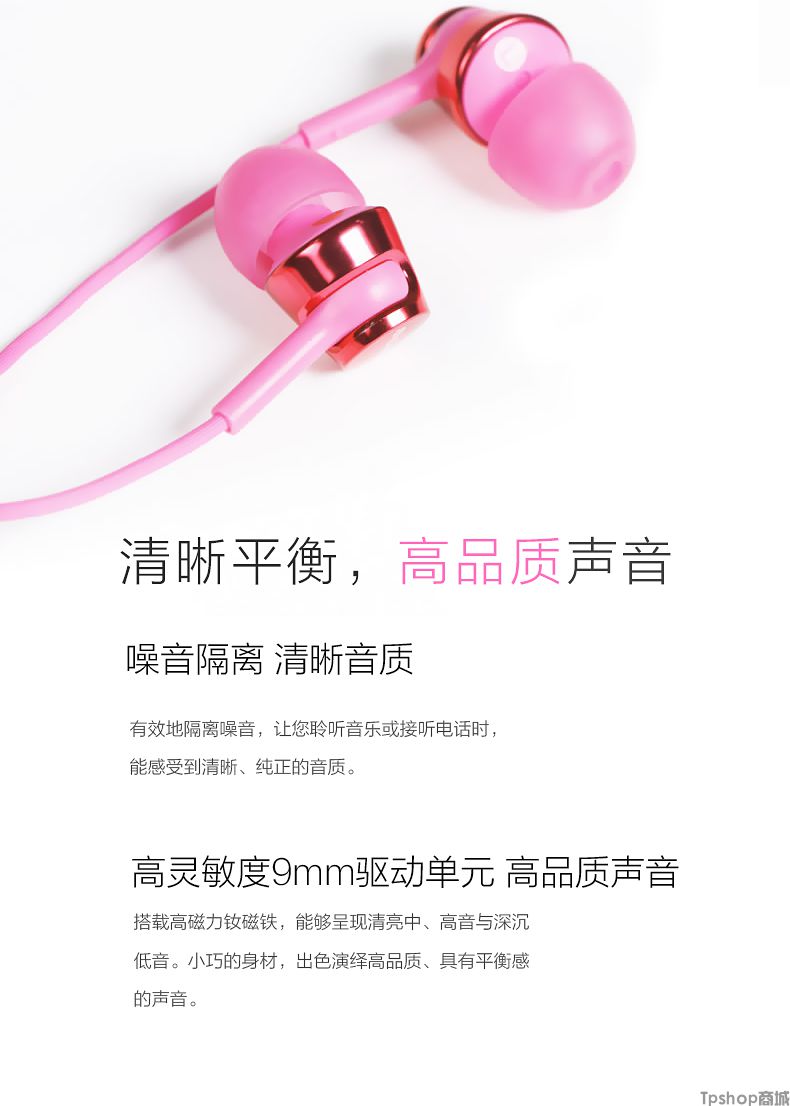 清晰平衡，高品质声音
噪音隔离 清晰音质
有效地隔离噪音，让您聆听音乐或接听电话时，
能感受到清晰、纯正的音质。
高灵敏度9mm驱动单元 高品质声音
搭载高磁力钕磁铁，能够呈现清亮中、高音与深沉
低音。小巧的身材，出色演绎高品质、具有平衡感
的声音。
Tpshop商城